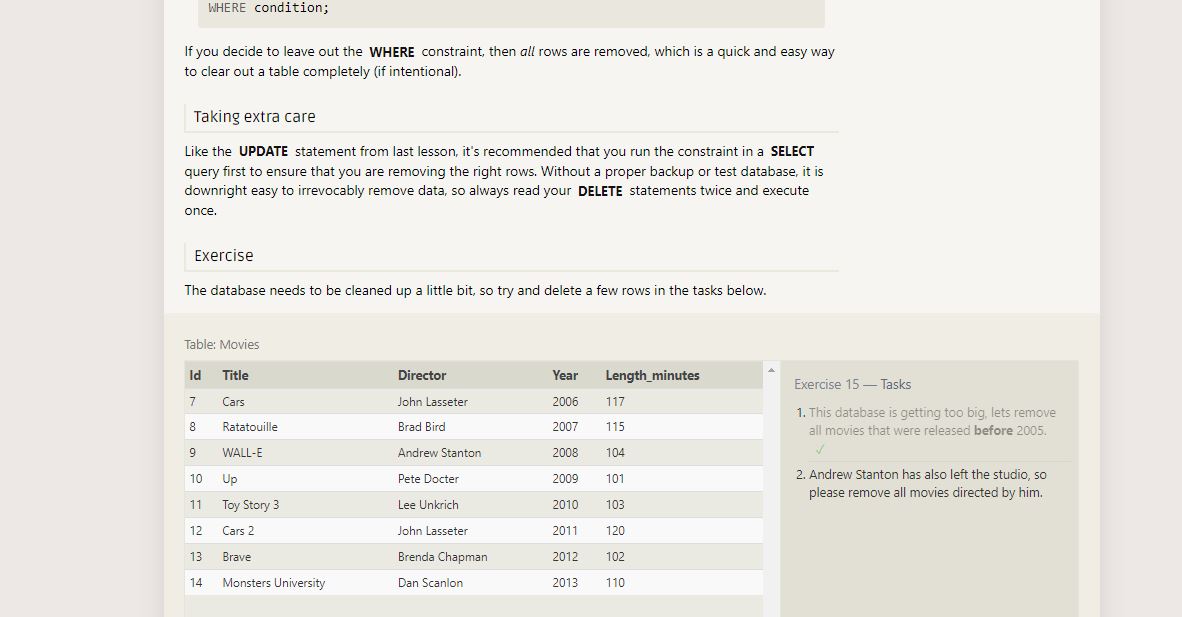 WHERE condition;
If you decide to leave out the WHERE constraint, then all rows are removed, which is a quick and easy way
to clear out a table completely (if intentional).
Taking extra care
Like the UPDATE statement from last lesson, it's recommended that you run the constraint in a SELECT
query first to ensure that you are removing the right rows. Without a proper backup or test database, it is
downright easy to irrevocably remove data, so always read your DELETE statements twice and execute
once.
Exercise
The database needs to be cleaned up a little bit, so try and delete a few rows in the tasks below.
Table: Movies
Id Title Director Year Length_minutes
7 Cars John Lasseter 2006 117
8 Ratatouille Brad Bird 2007 115
9 WALL-E Andrew Stanton 2008 104
10 Up Pete Docter 2009 101
11 Toy Story 3 Lee Unkrich 2010 103
12 Cars 2 John Lasseter 2011 120
13 Brave Brenda Chapman 2012 102
14 Monsters University Dan Scanlon 2013 110
Exercise 15 — Tasks
1. This database is getting too big, lets remove
all movies that were released before 2005.
✓
2. Andrew Stanton has also left the studio, so
please remove all movies directed by him.